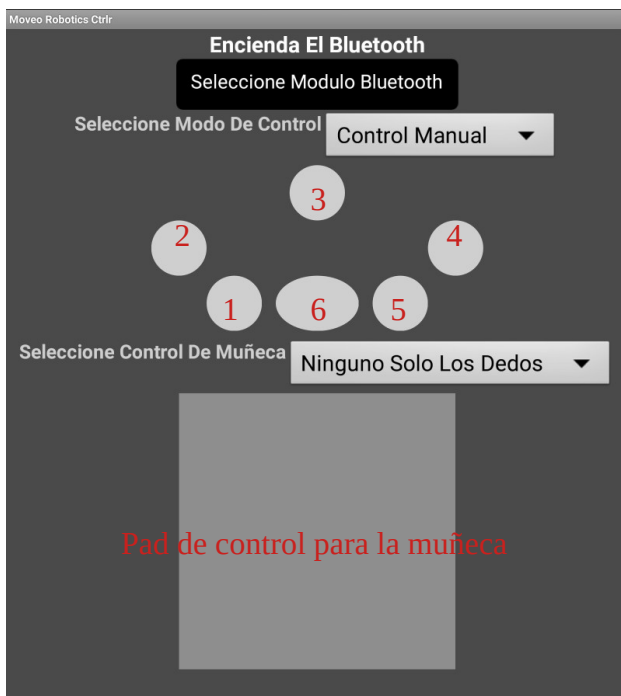 Moveo Robotics Ctrlr
Encienda El Bluetooth
Seleccione Modulo Bluetooth
Seleccione Modo De Control Control Manual
3
2 4
1 6 5
Seleccione Control De Muñeca Ninguno Solo Los Dedos
Pad de control para la muñeca